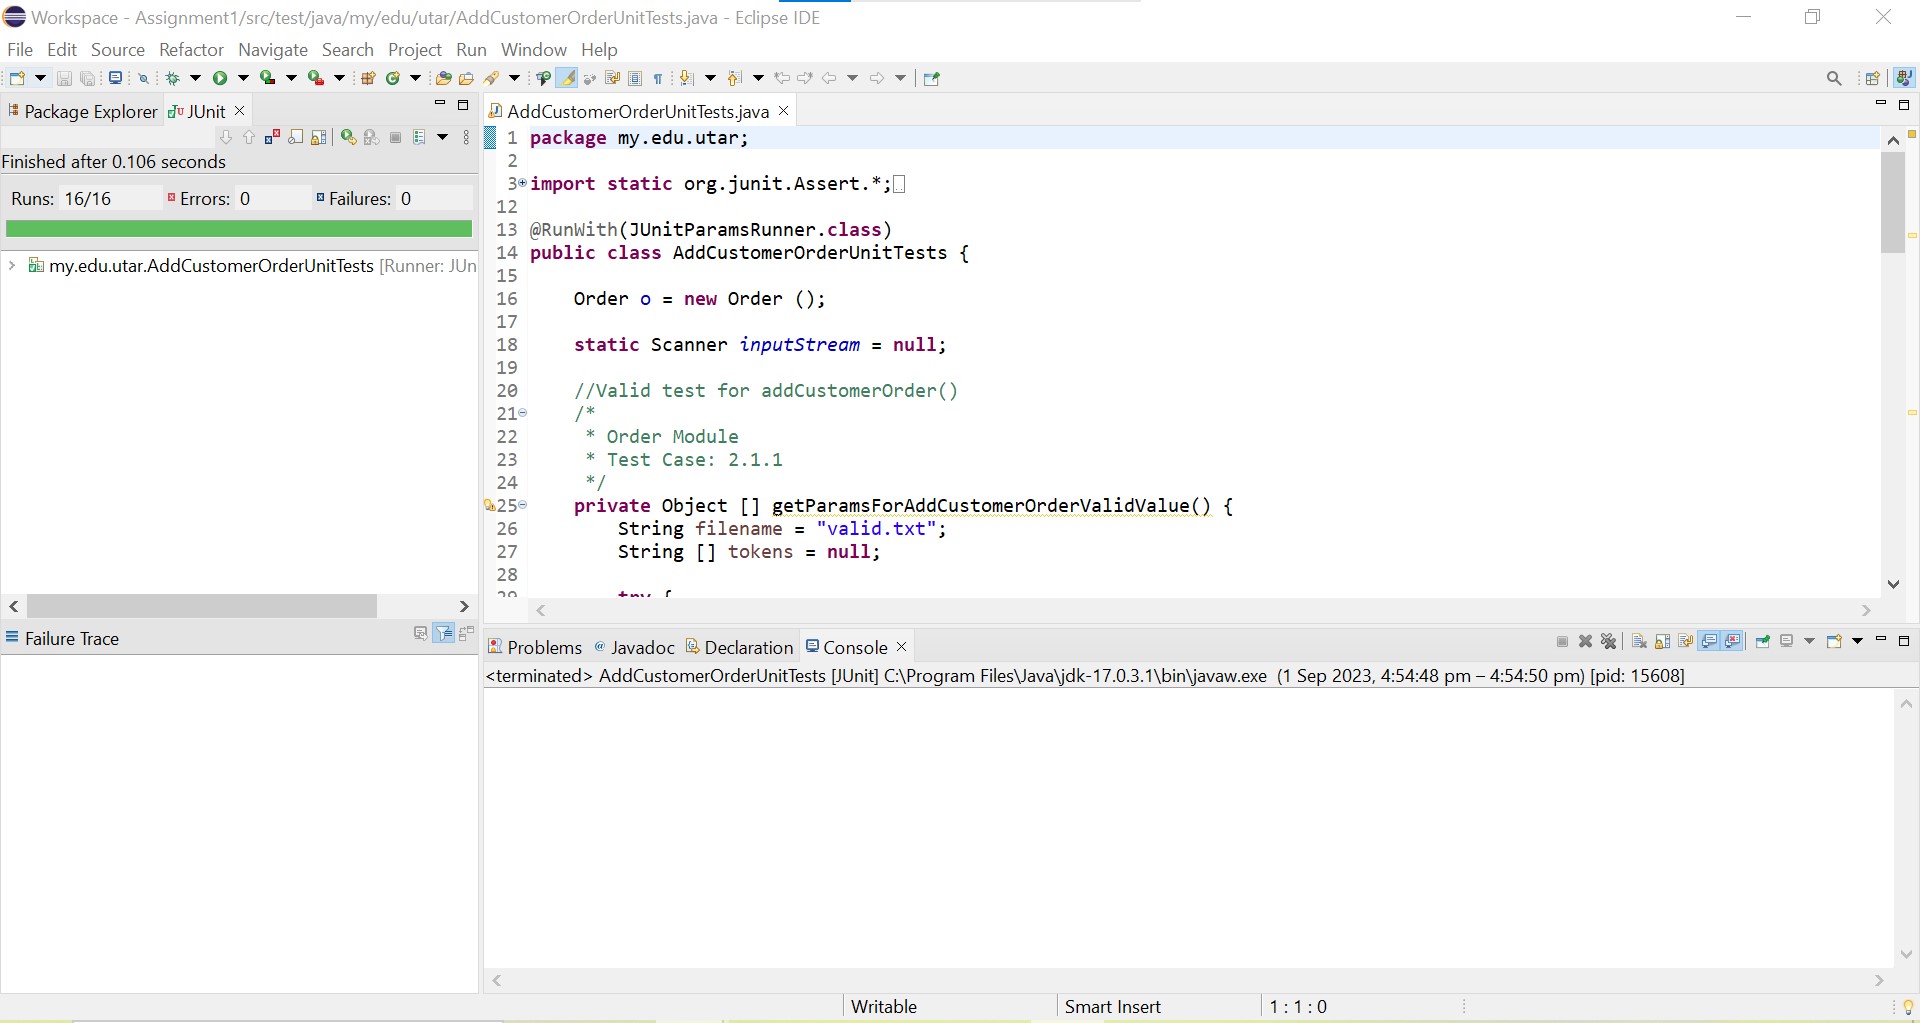 Workspace - Assignment1/src/test/java/my/edu/utar/AddCustomerOrderUnitTests.java - Eclipse IDE
File Edit Source Refactor Navigate Search Project Run Window Help
Package Explorer JUnit
Finished after 0.106 seconds
Runs: 16/16 Errors: 0 Failures: 0
my.edu.utar.AddCustomerOrderUnitTests [Runner: JUn
Failure Trace
AddCustomerOrderUnitTests.java
1 package my.edu.utar;
2
3 import static org.junit.Assert.*;
12
13 @RunWith(JUnitParamsRunner.class)
14 public class AddCustomerOrderUnitTests {
15
16 Order o = new Order ();
17
18 static Scanner inputStream = null;
19
20 //Valid test for addCustomerOrder()
21 /*
22 * Order Module
23 * Test Case: 2.1.1
24 */
25 private Object [] getParamsForAddCustomerOrderValidValue() {
26 String filename = "valid.txt";
27 String [] tokens = null;
28
29 try {
Problems @ Javadoc Declaration Console
<terminated> AddCustomerOrderUnitTests [JUnit] C:\Program Files\Java\jdk-17.0.3.1\bin\javaw.exe (1 Sep 2023, 4:54:48 pm – 4:54:50 pm) [pid: 15608]
Writable Smart Insert 1 : 1 : 0